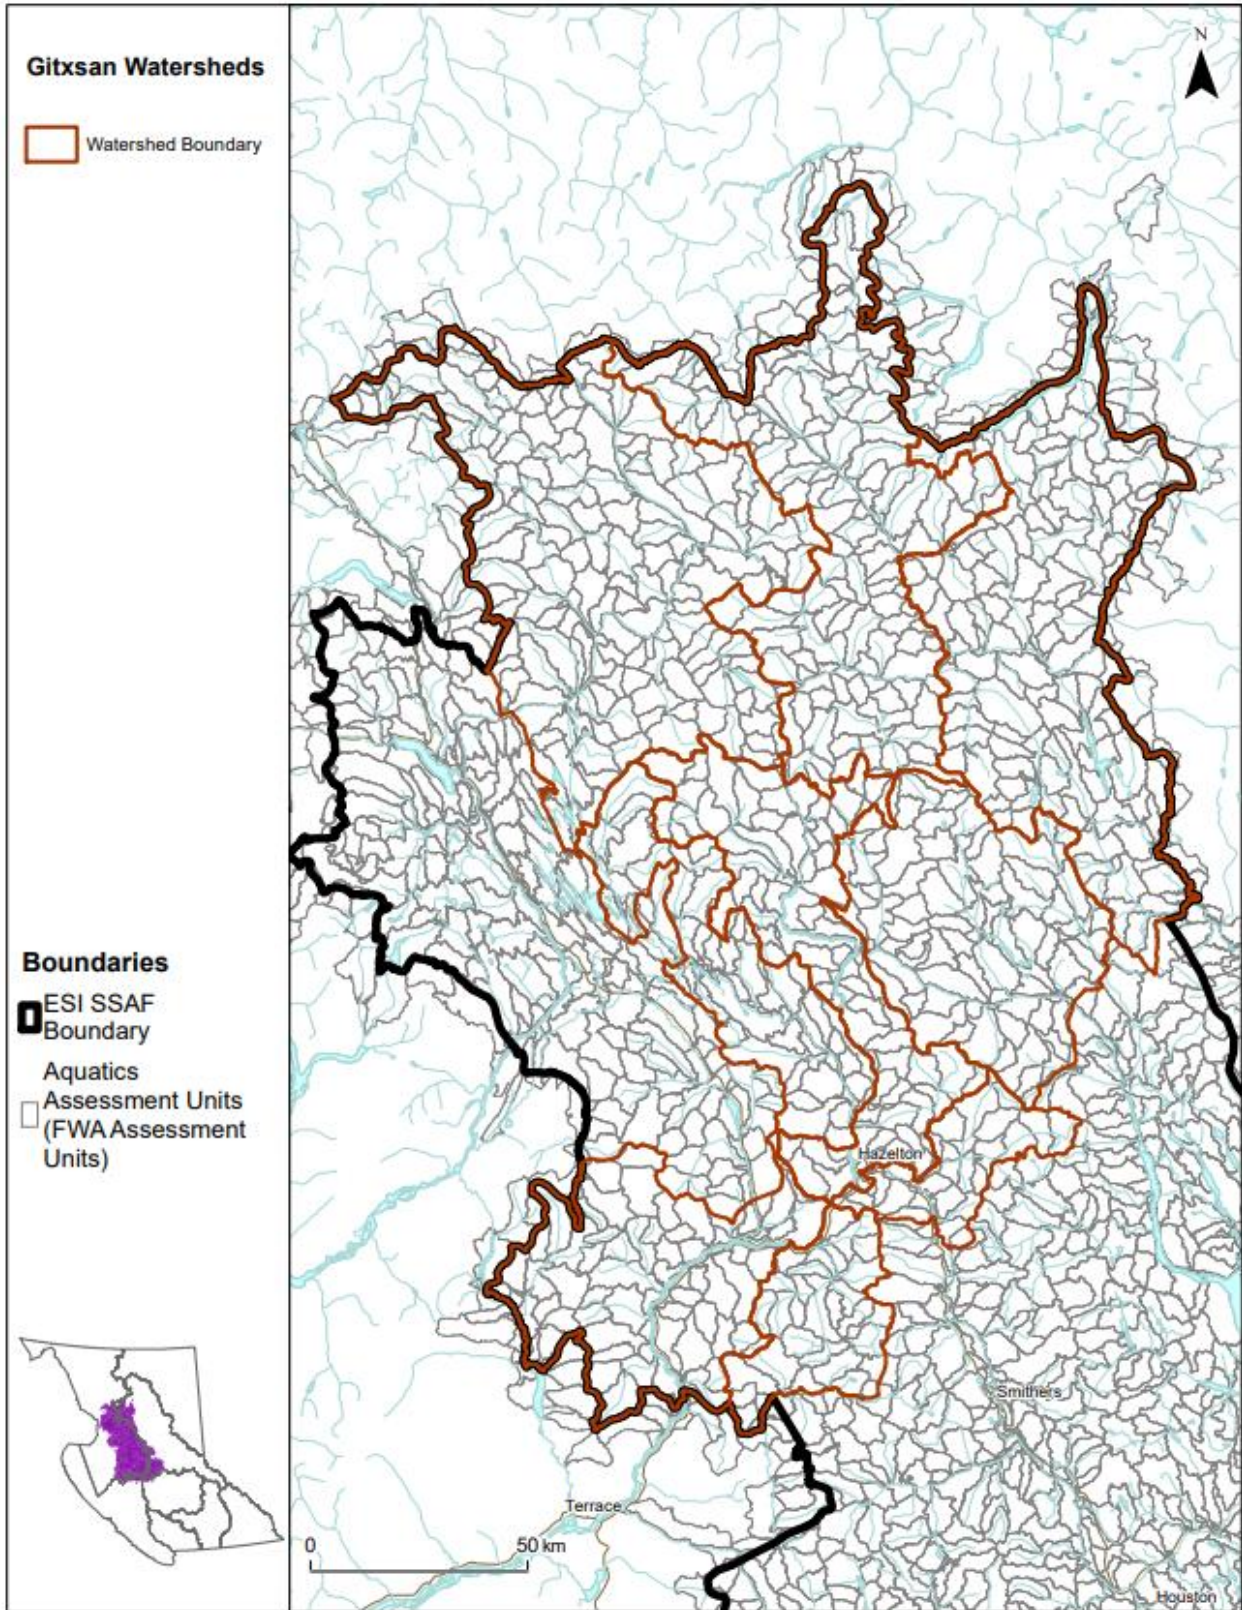 Gitxsan Watersheds
Watershed Boundary
Boundaries
ESI SSAF
Boundary
Aquatics
Assessment Units
(FWA Assessment
Units)
N
Hazelton
Smithers
Terrace
0 50 km
Houston